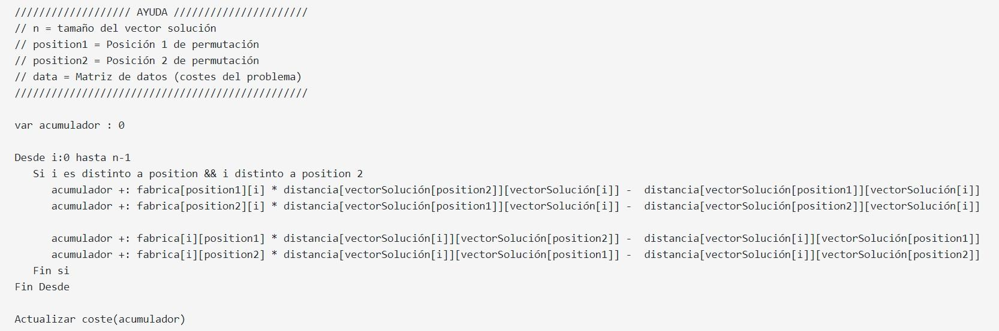 /////////////////// AYUDA //////////////////////
// n = tamaño del vector solución
// position1 = Posición 1 de permutación
// position2 = Posición 2 de permutación
// data = Matriz de datos (costes del problema)
////////////////////////////////////////////////
var acumulador : 0
Desde i:0 hasta n-1
Si i es distinto a position && i distinto a position 2
acumulador +: fabrica[position1][i] * distancia[vectorSolución[position2]][vectorSolución[i]] - distancia[vectorSolución[position1]][vectorSolución[i]]
acumulador +: fabrica[position2][i] * distancia[vectorSolución[position1]][vectorSolución[i]] - distancia[vectorSolución[position2]][vectorSolución[i]]
acumulador +: fabrica[i][position1] * distancia[vectorSolución[i]][vectorSolución[position2]] - distancia[vectorSolución[i]][vectorSolución[position1]]
acumulador +: fabrica[i][position2] * distancia[vectorSolución[i]][vectorSolución[position1]] - distancia[vectorSolución[i]][vectorSolución[position2]]
Fin si
Fin Desde
Actualizar coste(acumulador)